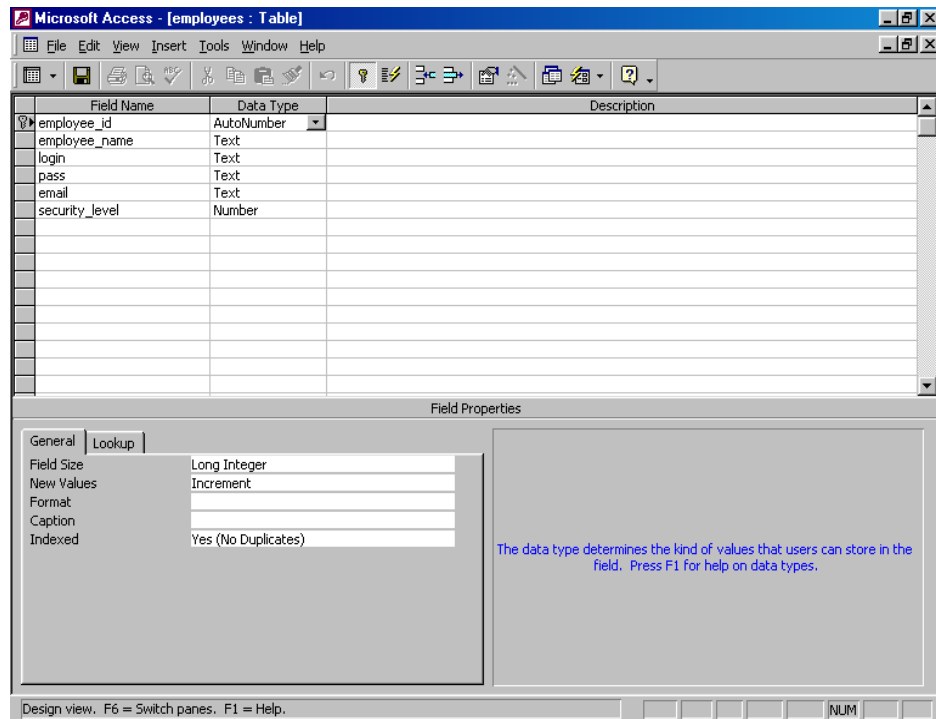 Microsoft Access - [employees : Table]
File Edit View Insert Tools Window Help
Field Name Data Type Description
employee_id AutoNumber
employee_name Text
login Text
pass Text
email Text
security_level Number
Field Properties
General Lookup
Field Size Long Integer
New Values Increment
Format
Caption
Indexed Yes (No Duplicates)
The data type determines the kind of values that users can store in the
field. Press F1 for help on data types.
Design view. F6 = Switch panes. F1 = Help. NUM